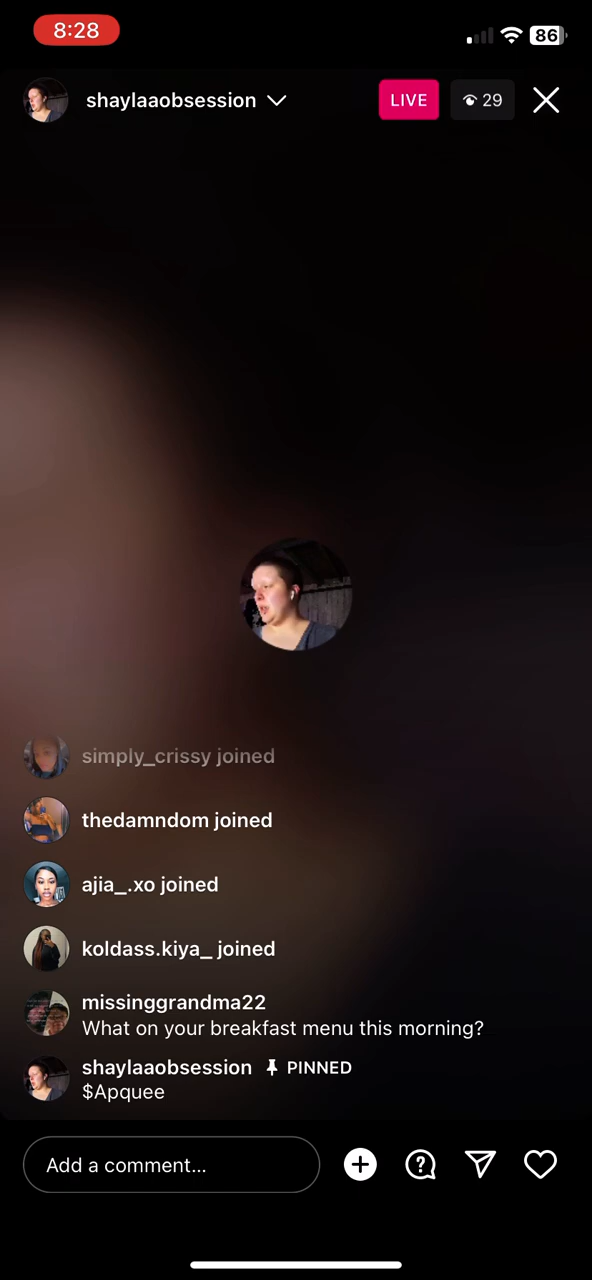 8:28
86
shaylaaobsession
LIVE
29
simply_crissy joined
thedamndom joined
ajia_.xo joined
koldass.kiya_ joined
missinggrandma22
What on your breakfast menu this morning?
shaylaaobsession PINNED
$Apquee
Add a comment...